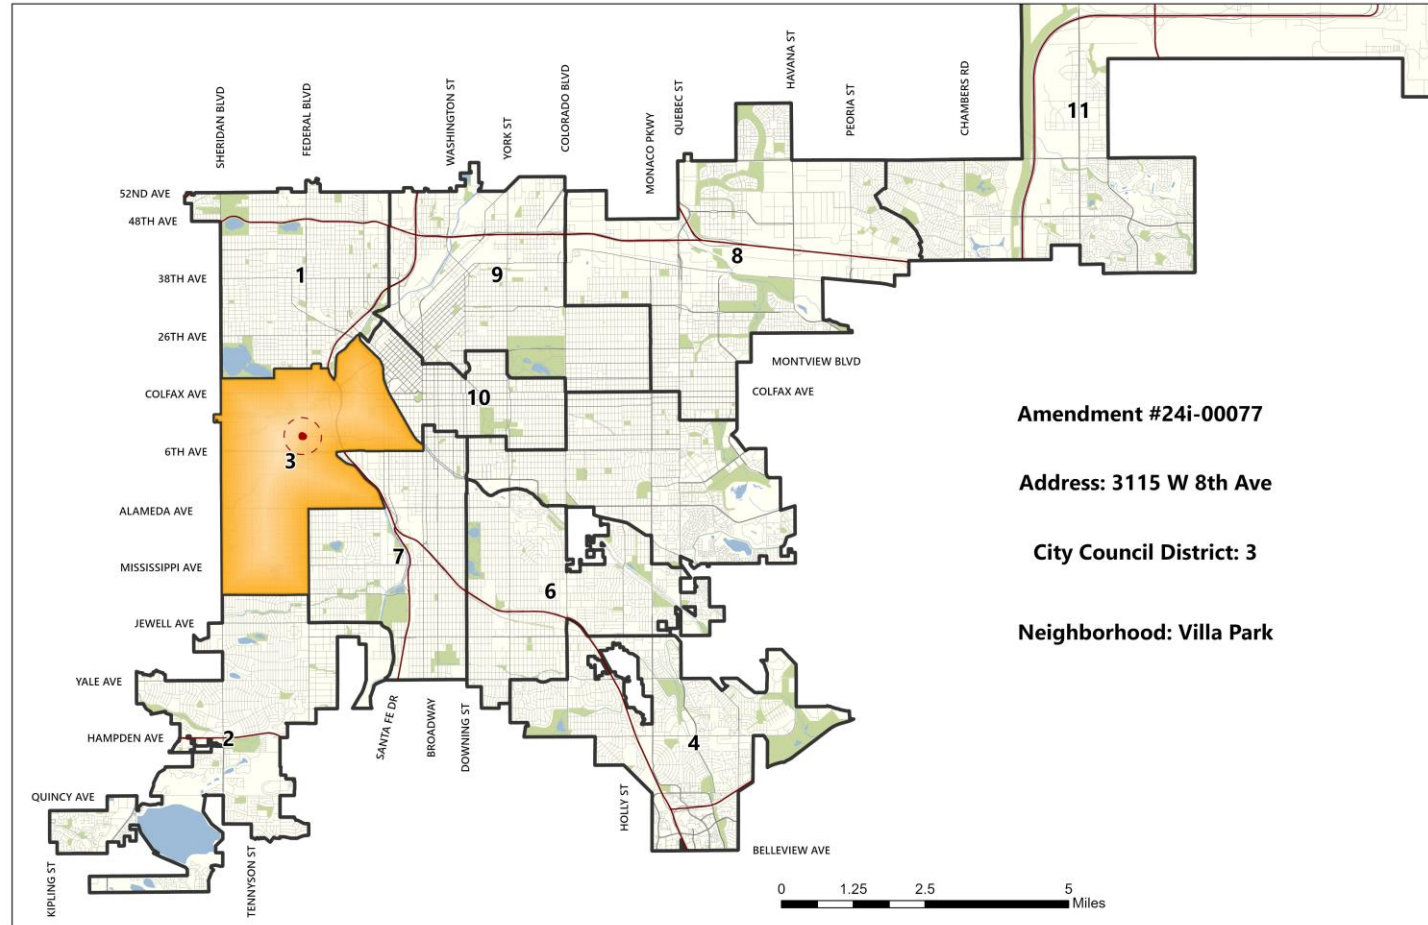 SHERIDAN BLVD
FEDERAL BLVD
WASHINGTON ST
YORK ST
COLORADO BLVD
MONACO PKWY
QUEBEC ST
HAVANA ST
PEORIA ST
CHAMBERS RD
11
52ND AVE
48TH AVE
8
38TH AVE
1
9
26TH AVE
MONTVIEW BLVD
COLFAX AVE
10
COLFAX AVE
Amendment #24i-00077
6TH AVE
3
Address: 3115 W 8th Ave
ALAMEDA AVE
City Council District: 3
7
MISSISSIPPI AVE
6
JEWELL AVE
Neighborhood: Villa Park
YALE AVE
SANTA FE DR
BROADWAY
DOWNING ST
HAMPDEN AVE
2
4
QUINCY AVE
HOLLY ST
BELLEVIEW AVE
KIPLING ST
TENNYSON ST
0 1.25 2.5 5
Miles